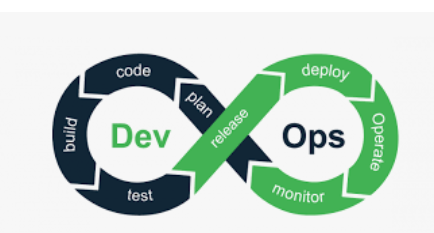 code
deploy
plan
build
Dev
release
Ops
Operate
test
monitor